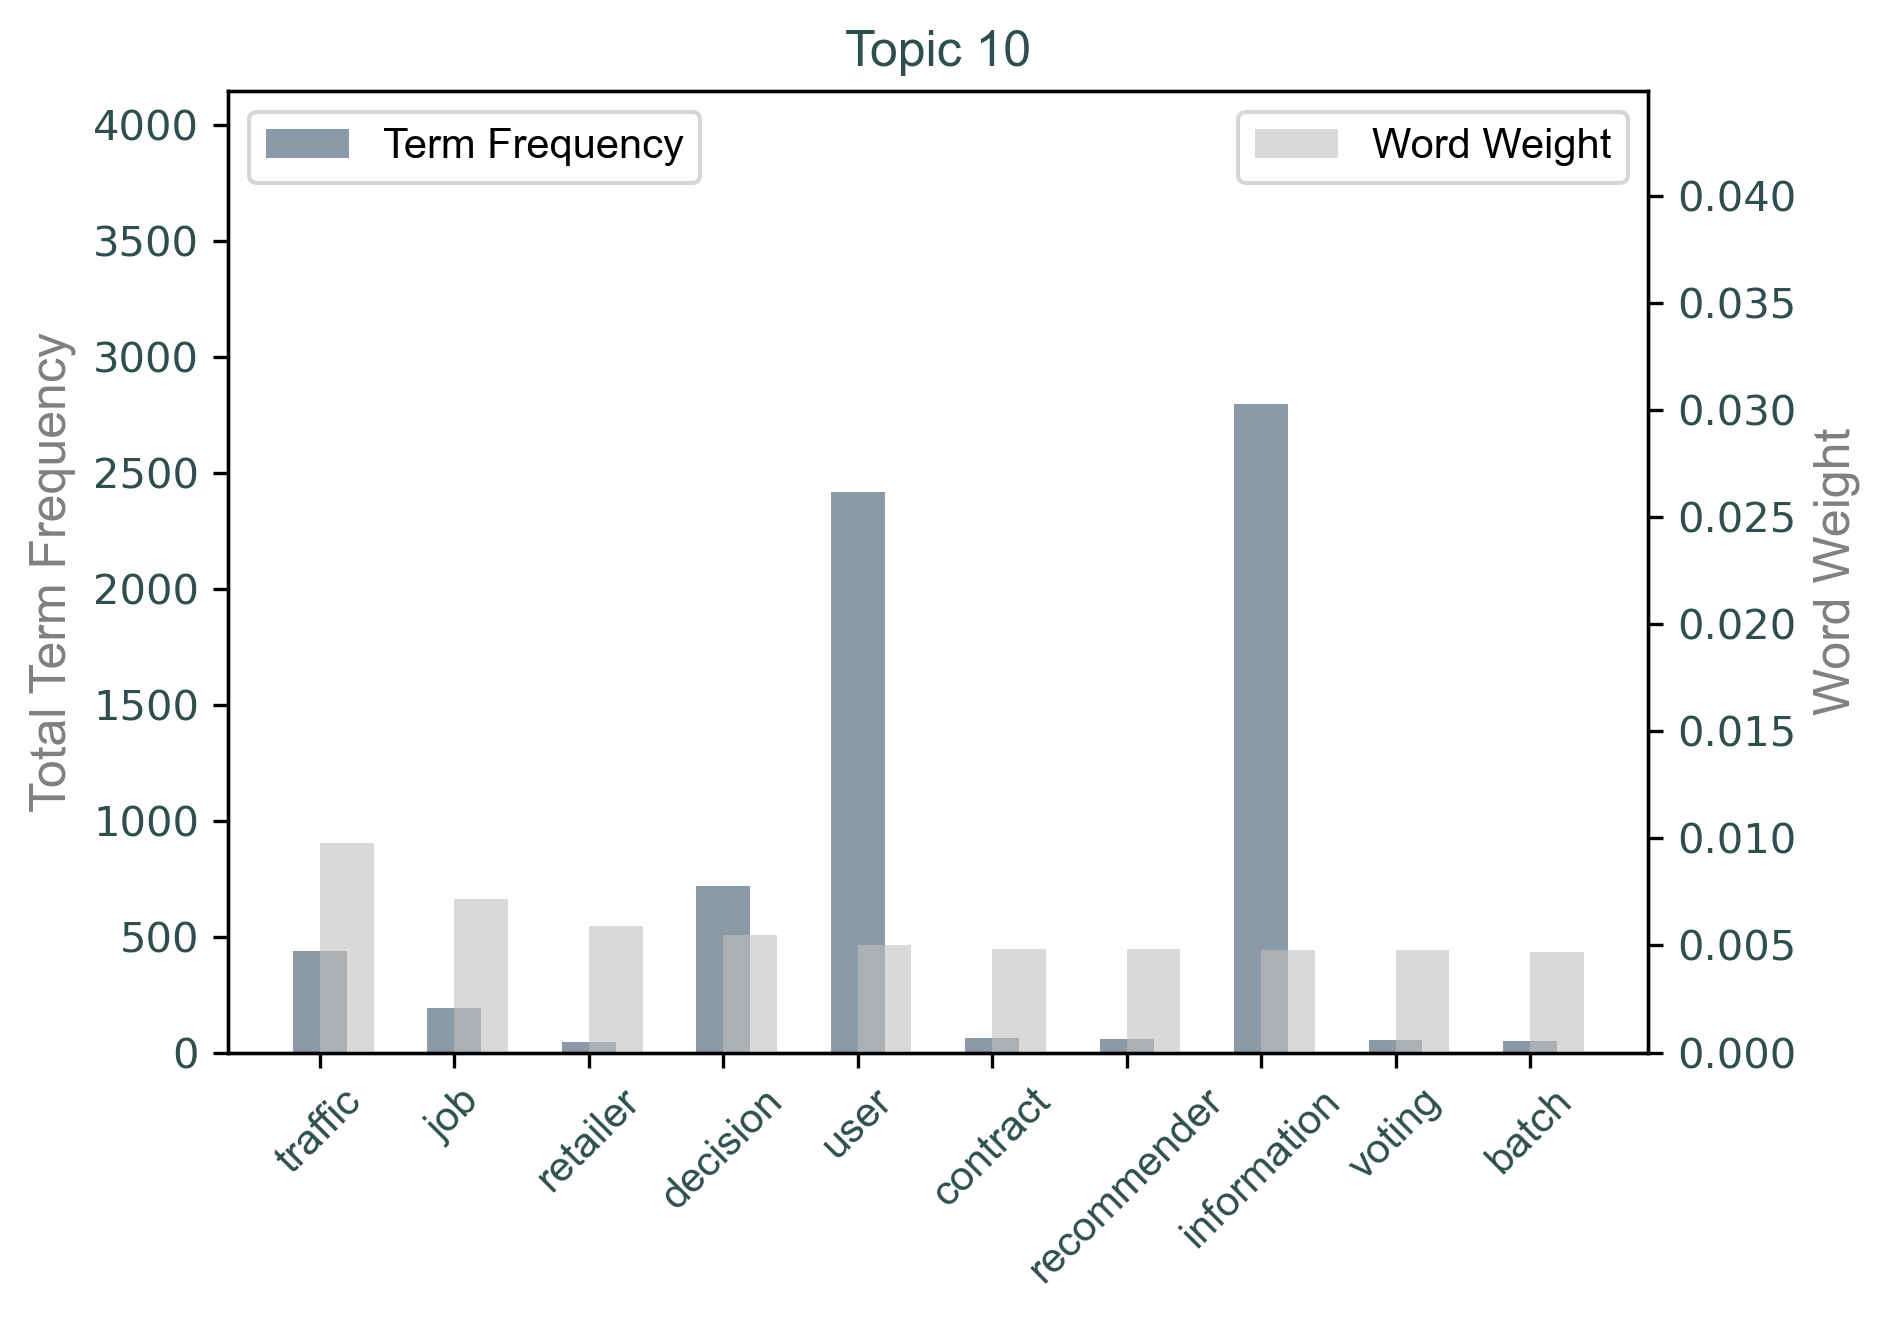 Topic 10
Term Frequency
Word Weight
Total Term Frequency
4000
3500
3000
2500
2000
1500
1000
500
0
0.040
0.035
0.030
0.025
0.020
0.015
0.010
0.005
0.000
Word Weight
traffic
job
retailer
decision
user
contract
recommender
information
voting
batch